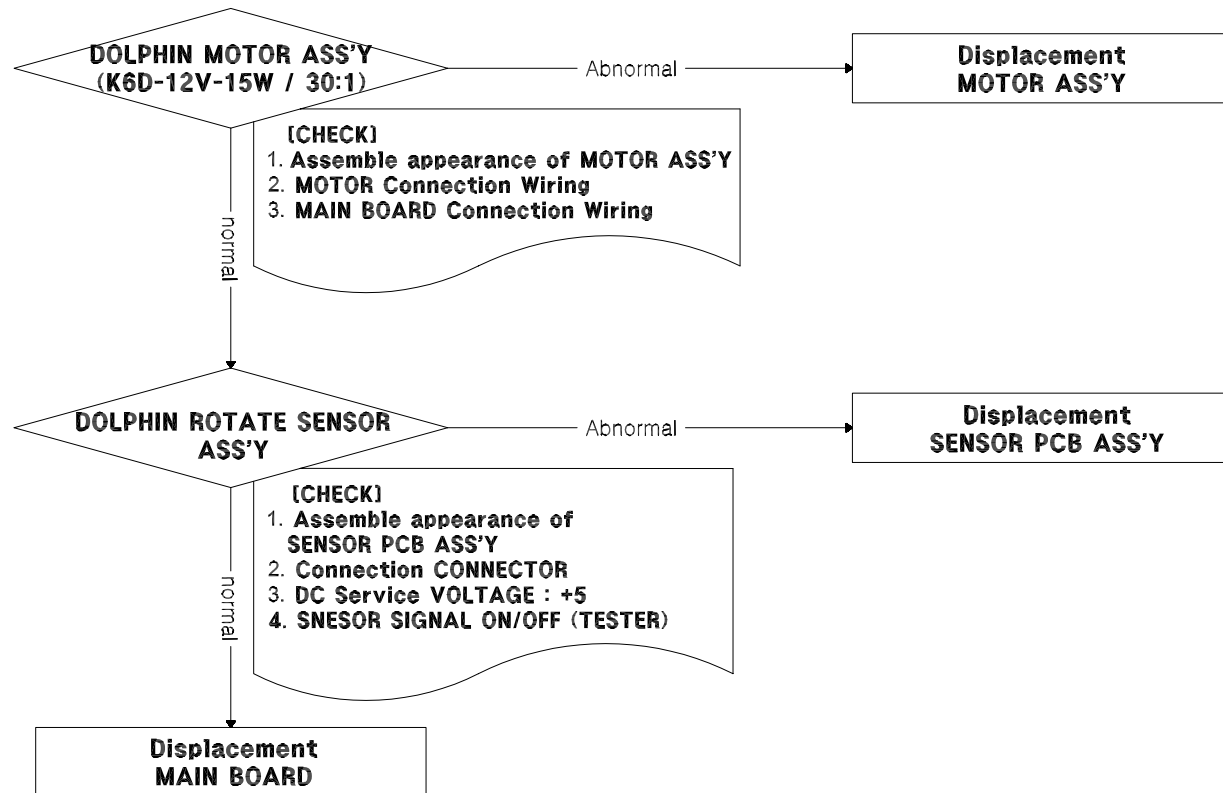 DOLPHIN MOTOR ASS'Y
(K6D-12V-15W / 30:1)
Abnormal
Displacement
MOTOR ASS'Y
[CHECK]
1. Assemble appearance of MOTOR ASS'Y
2. MOTOR Connection Wiring
3. MAIN BOARD Connection Wiring
normal
DOLPHIN ROTATE SENSOR
ASS'Y
Abnormal
Displacement
SENSOR PCB ASS'Y
[CHECK]
1. Assemble appearance of
SENSOR PCB ASS'Y
2. Connection CONNECTOR
3. DC Service VOLTAGE : +5
4. SNESOR SIGNAL ON/OFF (TESTER)
normal
Displacement
MAIN BOARD